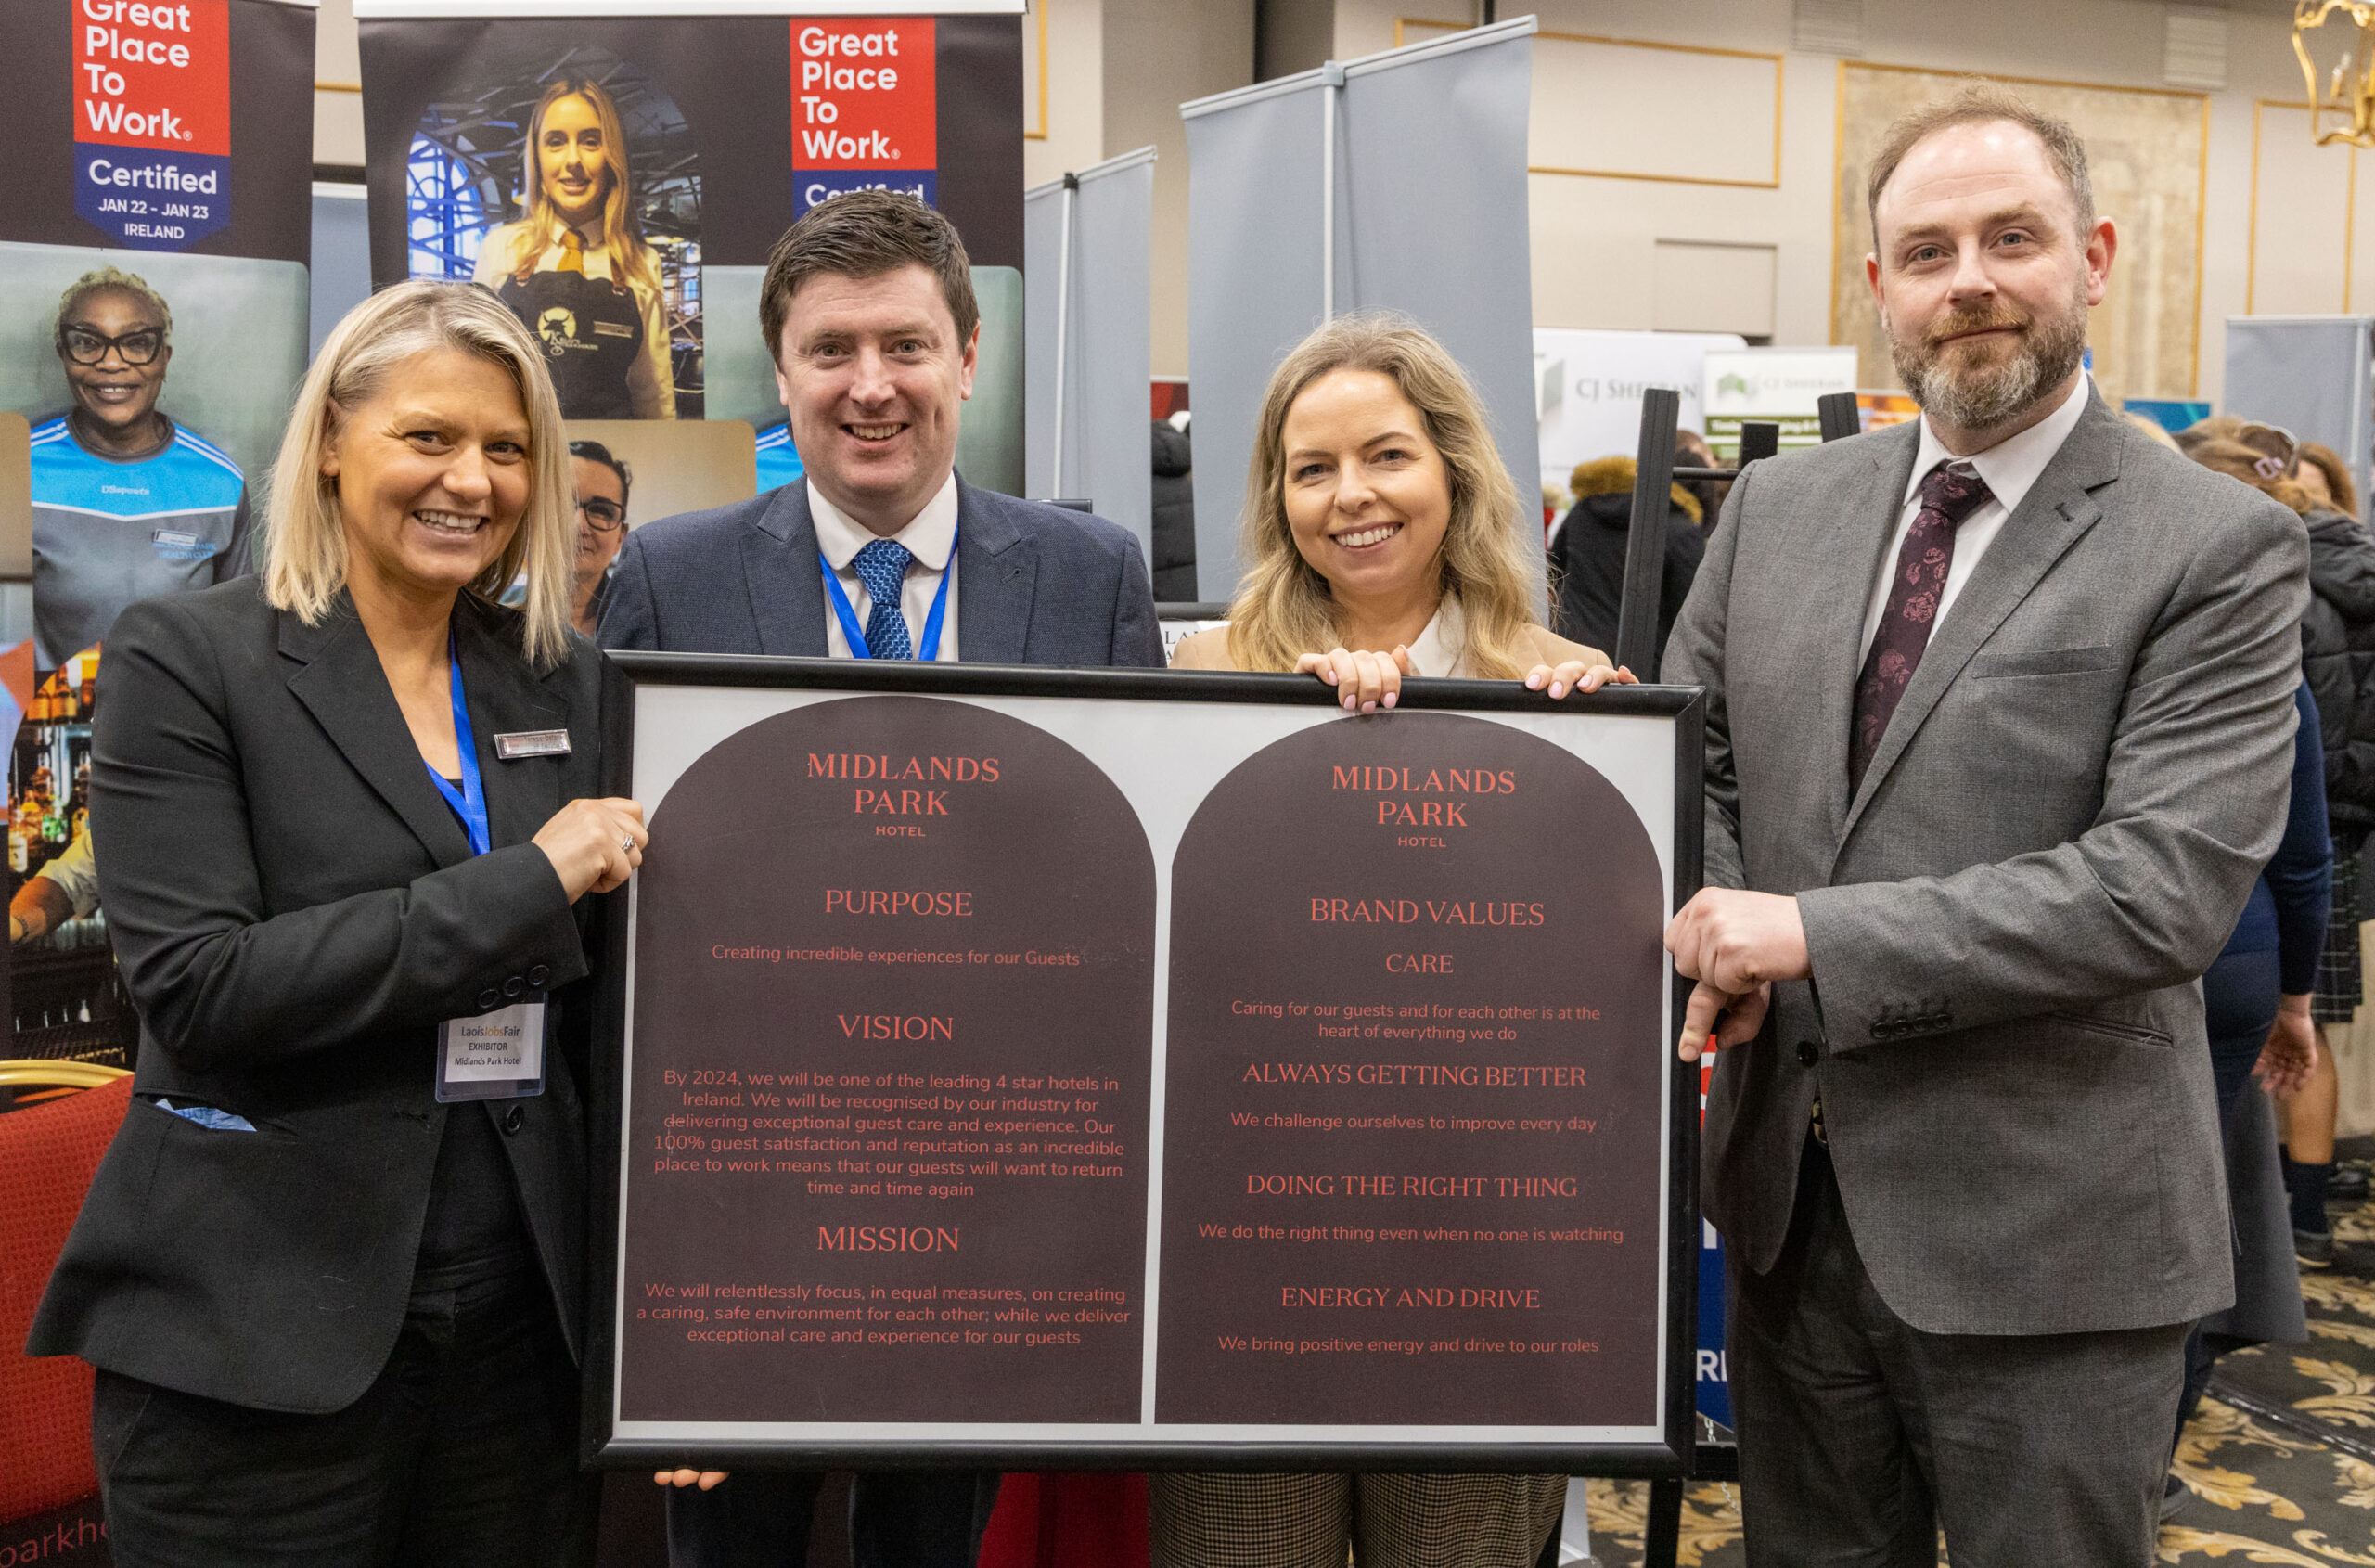 Great
Place
To
Work®
Certified
JAN 22 - JAN 23
IRELAND
Great
Place
To
Work®
Certified
CJ SHEERAN
LaoisJobsFair
EXHIBITOR
Midlands Park Hotel
MIDLANDS
PARK
HOTEL
PURPOSE
Creating incredible experiences for our Guests
VISION
By 2024, we will be one of the leading 4 star hotels in
Ireland. We will be recognised by our industry for
delivering exceptional guest care and experience. Our
100% guest satisfaction and reputation as an incredible
place to work means that our guests will want to return
time and time again
MISSION
We will relentlessly focus, in equal measures, on creating
a caring, safe environment for each other; while we deliver
exceptional care and experience for our guests
MIDLANDS
PARK
HOTEL
BRAND VALUES
CARE
Caring for our guests and for each other is at the
heart of everything we do
ALWAYS GETTING BETTER
We challenge ourselves to improve every day
DOING THE RIGHT THING
We do the right thing even when no one is watching
ENERGY AND DRIVE
We bring positive energy and drive to our roles